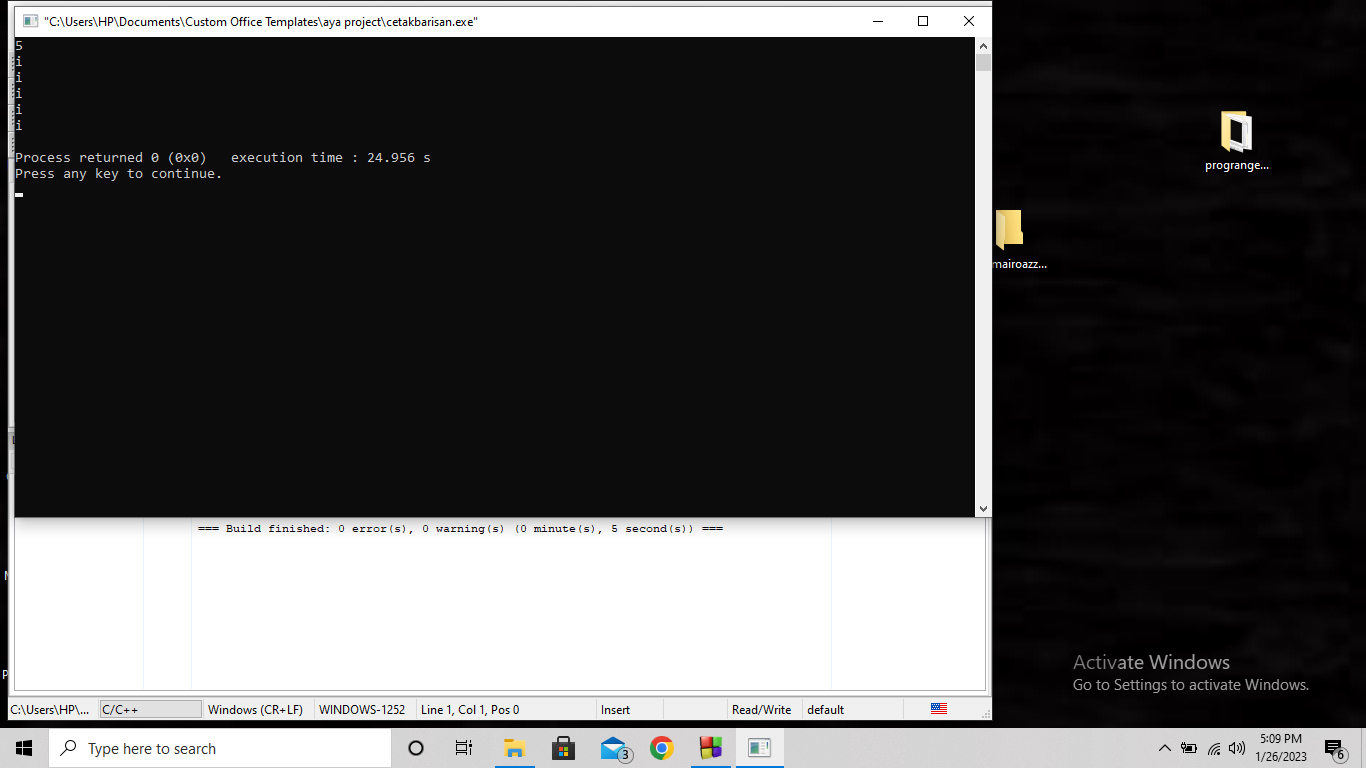 "C:\Users\HP\Documents\Custom Office Templates\aya project\cetakbarisan.exe"
5
i
i
i
i
i
Process returned 0 (0x0)   execution time : 24.956 s
Press any key to continue.
prograngе...
mairoazz...
=== Build finished: 0 error(s), 0 warning(s) (0 minute(s), 5 second(s)) ===
Activate Windows
Go to Settings to activate Windows.
C:\Users\HP\... C/C++ Windows (CR+LF) WINDOWS-1252 Line 1, Col 1, Pos 0 Insert Read/Write default
Type here to search
3
5:09 PM
1/26/2023
6